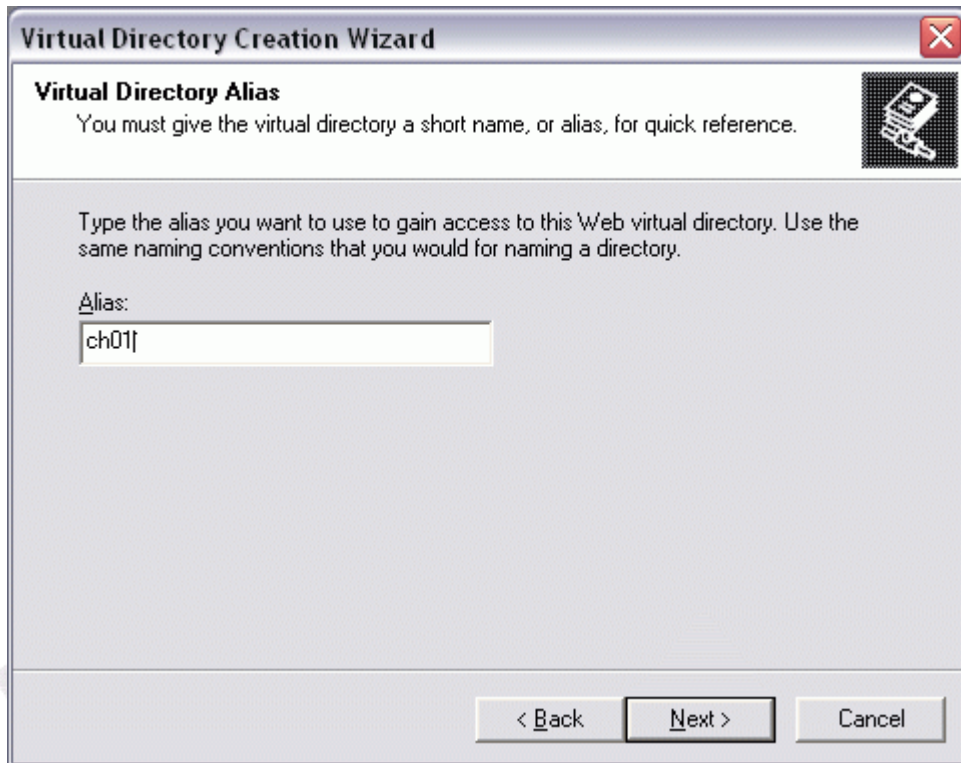 Virtual Directory Creation Wizard
Virtual Directory Alias
You must give the virtual directory a short name, or alias, for quick reference.
Type the alias you want to use to gain access to this Web virtual directory. Use the
same naming conventions that you would for naming a directory.
Alias:
ch01
< Back
Next >
Cancel